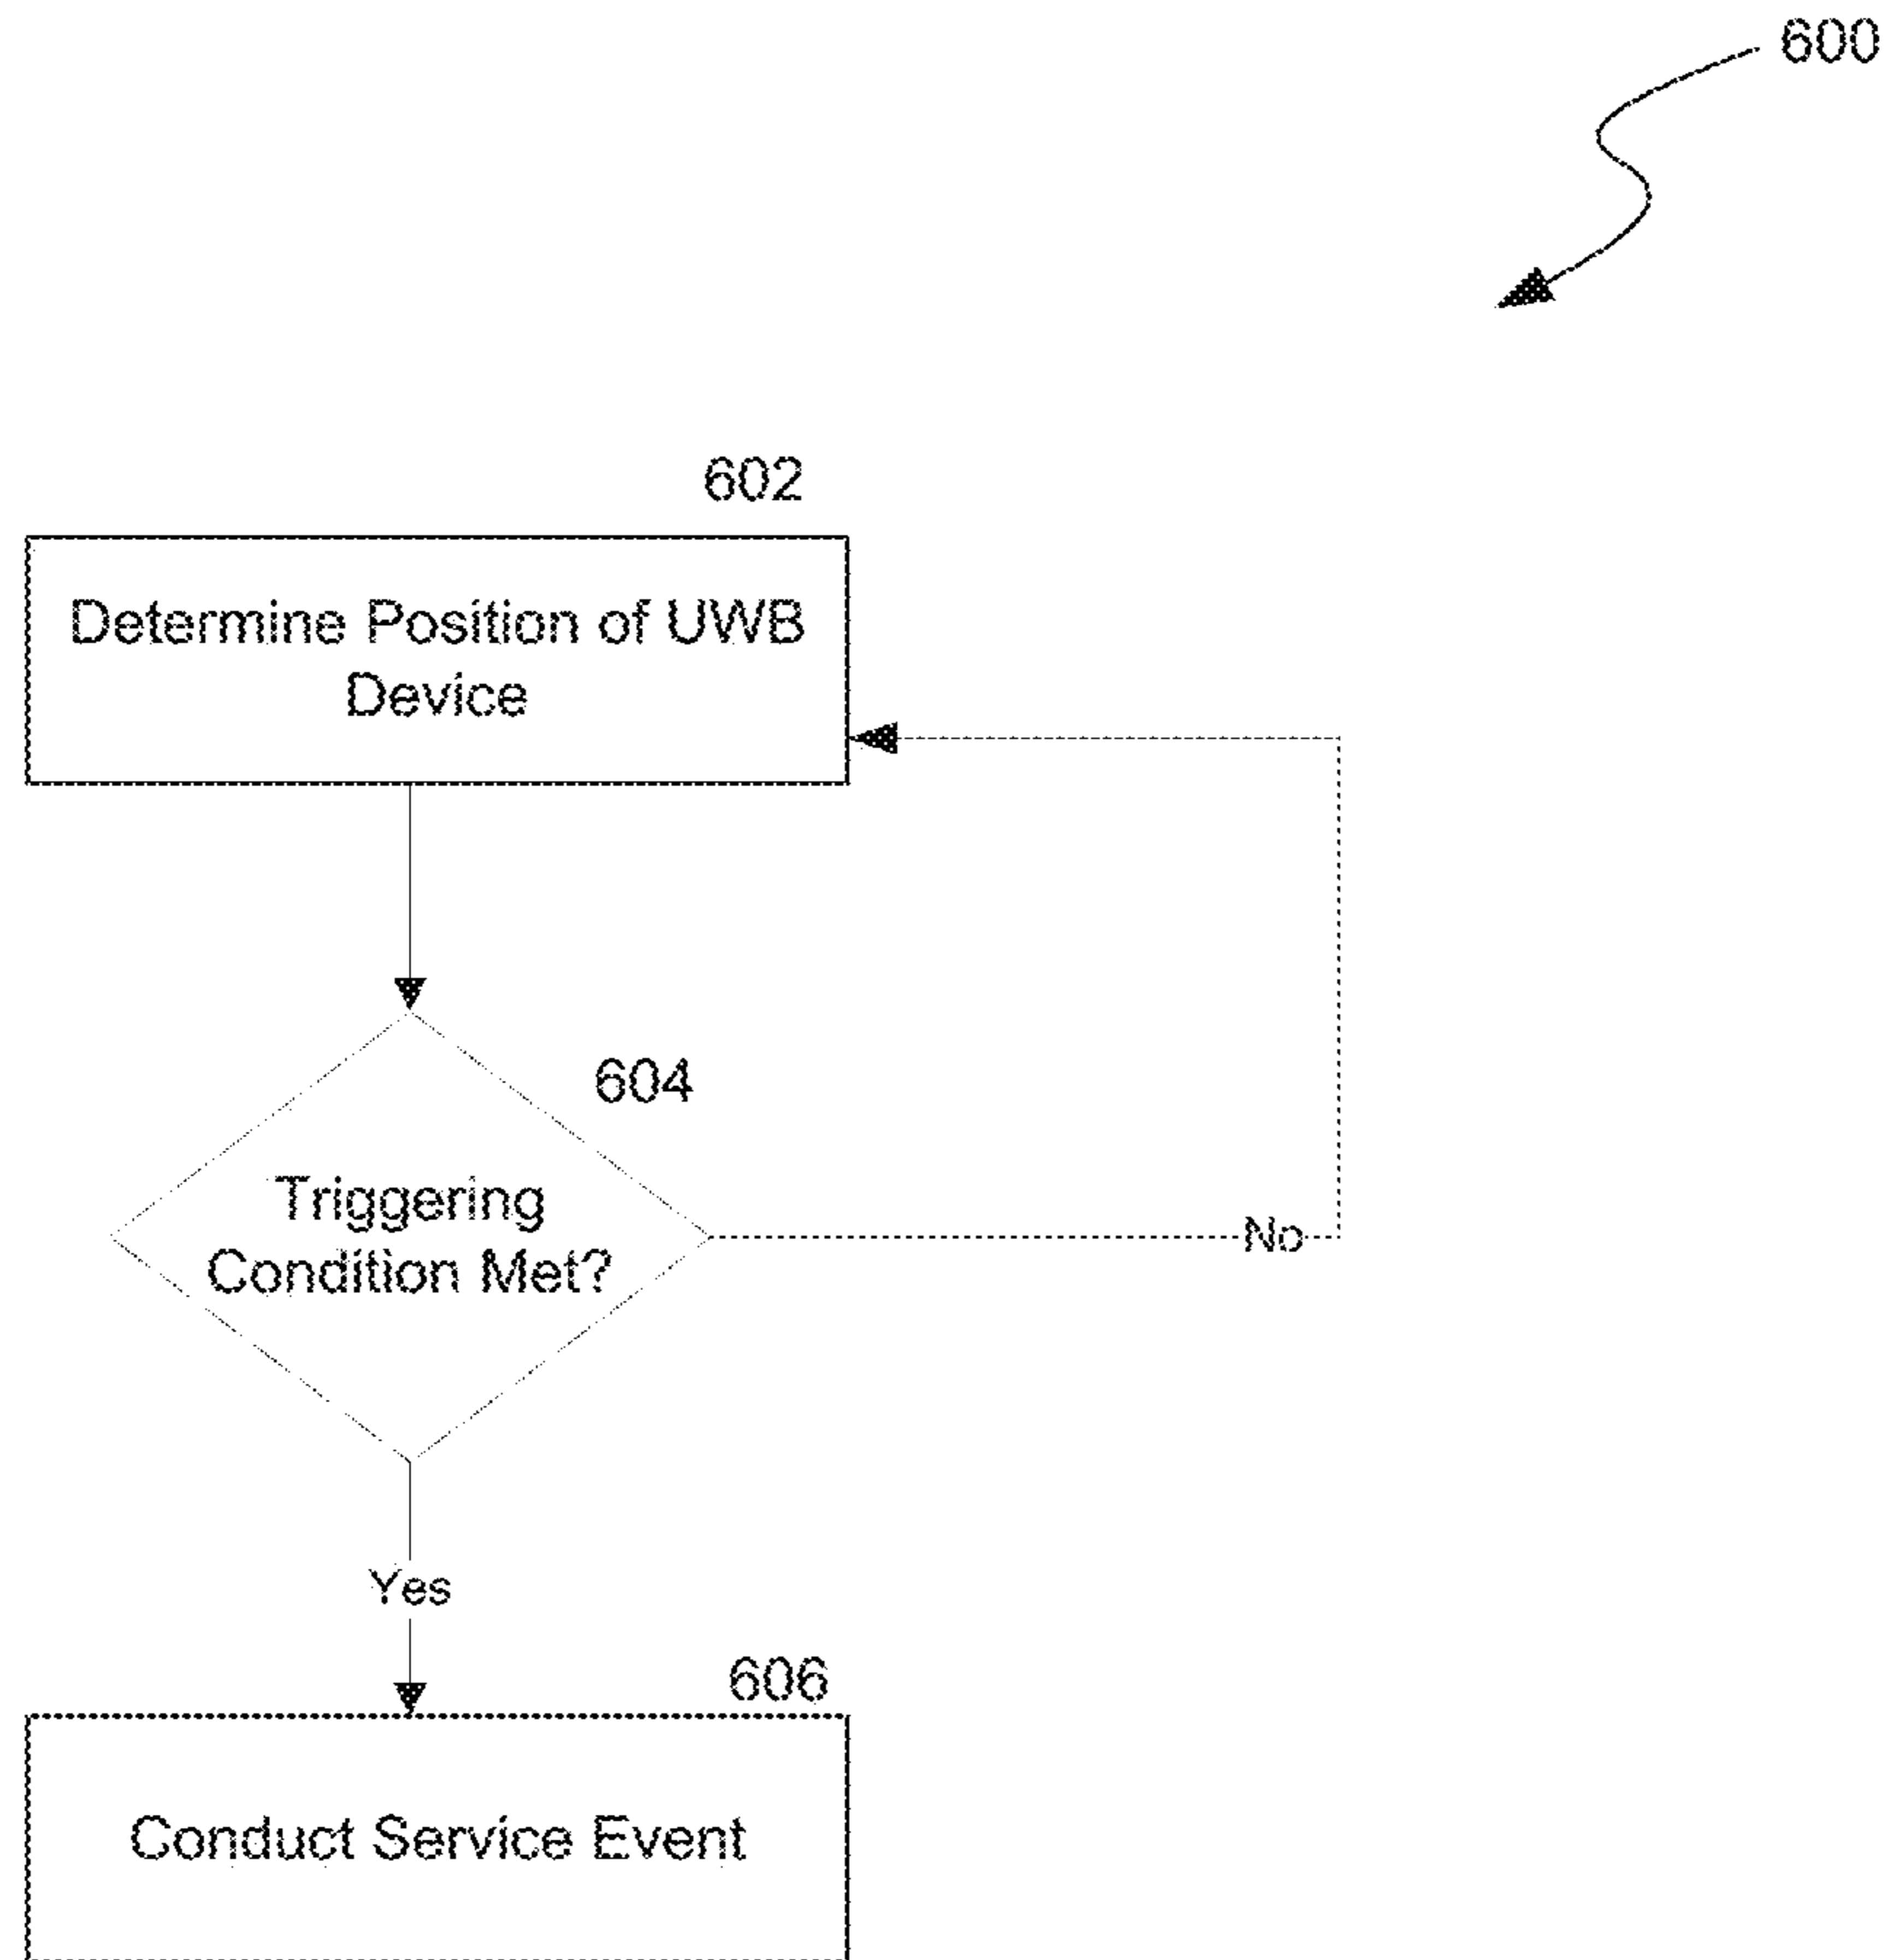 600
602
Determine Position of UWB
Device
604
Triggering
Condition Met?
No
Yes
606
Conduct Service Event